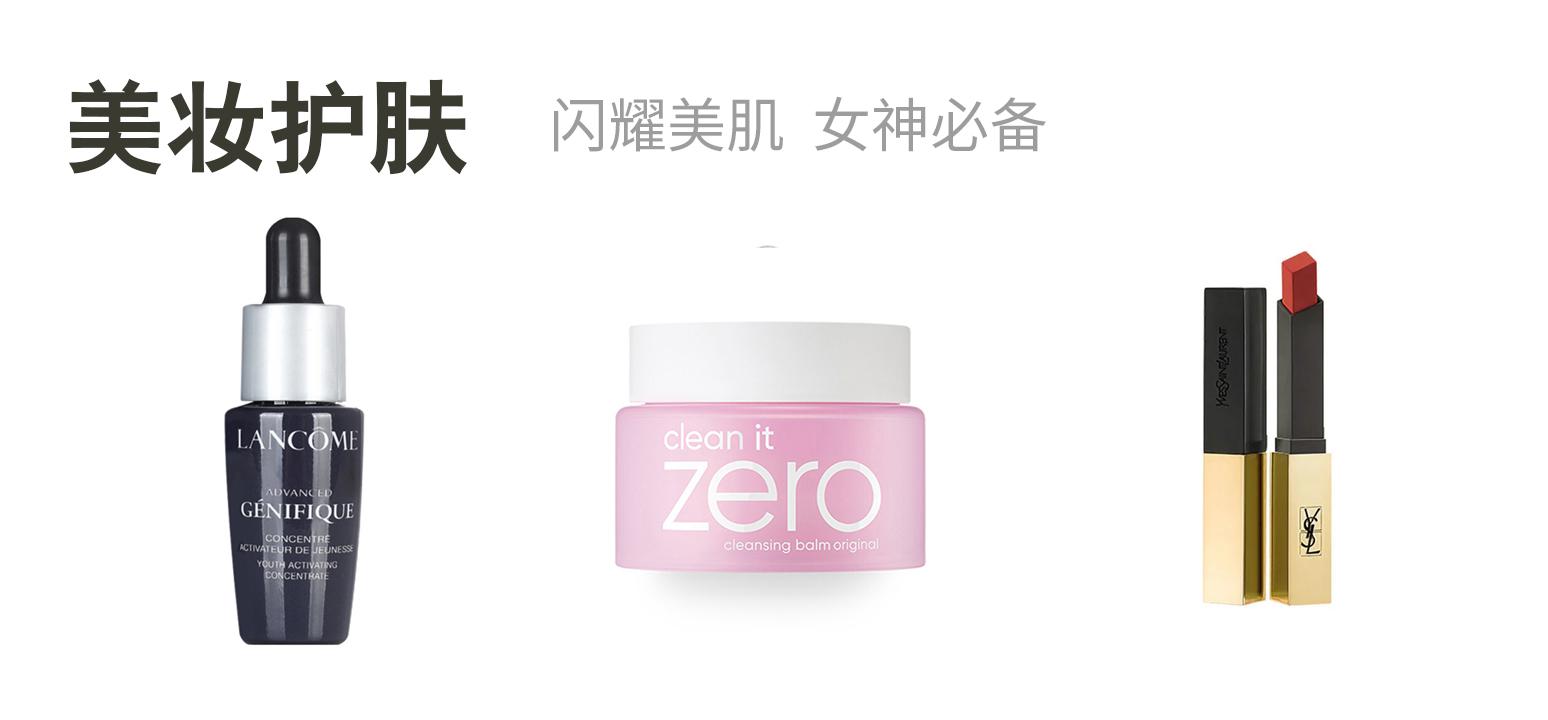 美妆护肤
闪耀美肌 女神必备
LANCÔME
ADVANCED
GÉNIFIQUE
CONCENTRÉ
ACTIVATEUR DE JEUNESSE
YOUTH ACTIVATING
CONCENTRATE
clean it
zero
cleansing balm original
YVESSAINTLAURENT
YSL